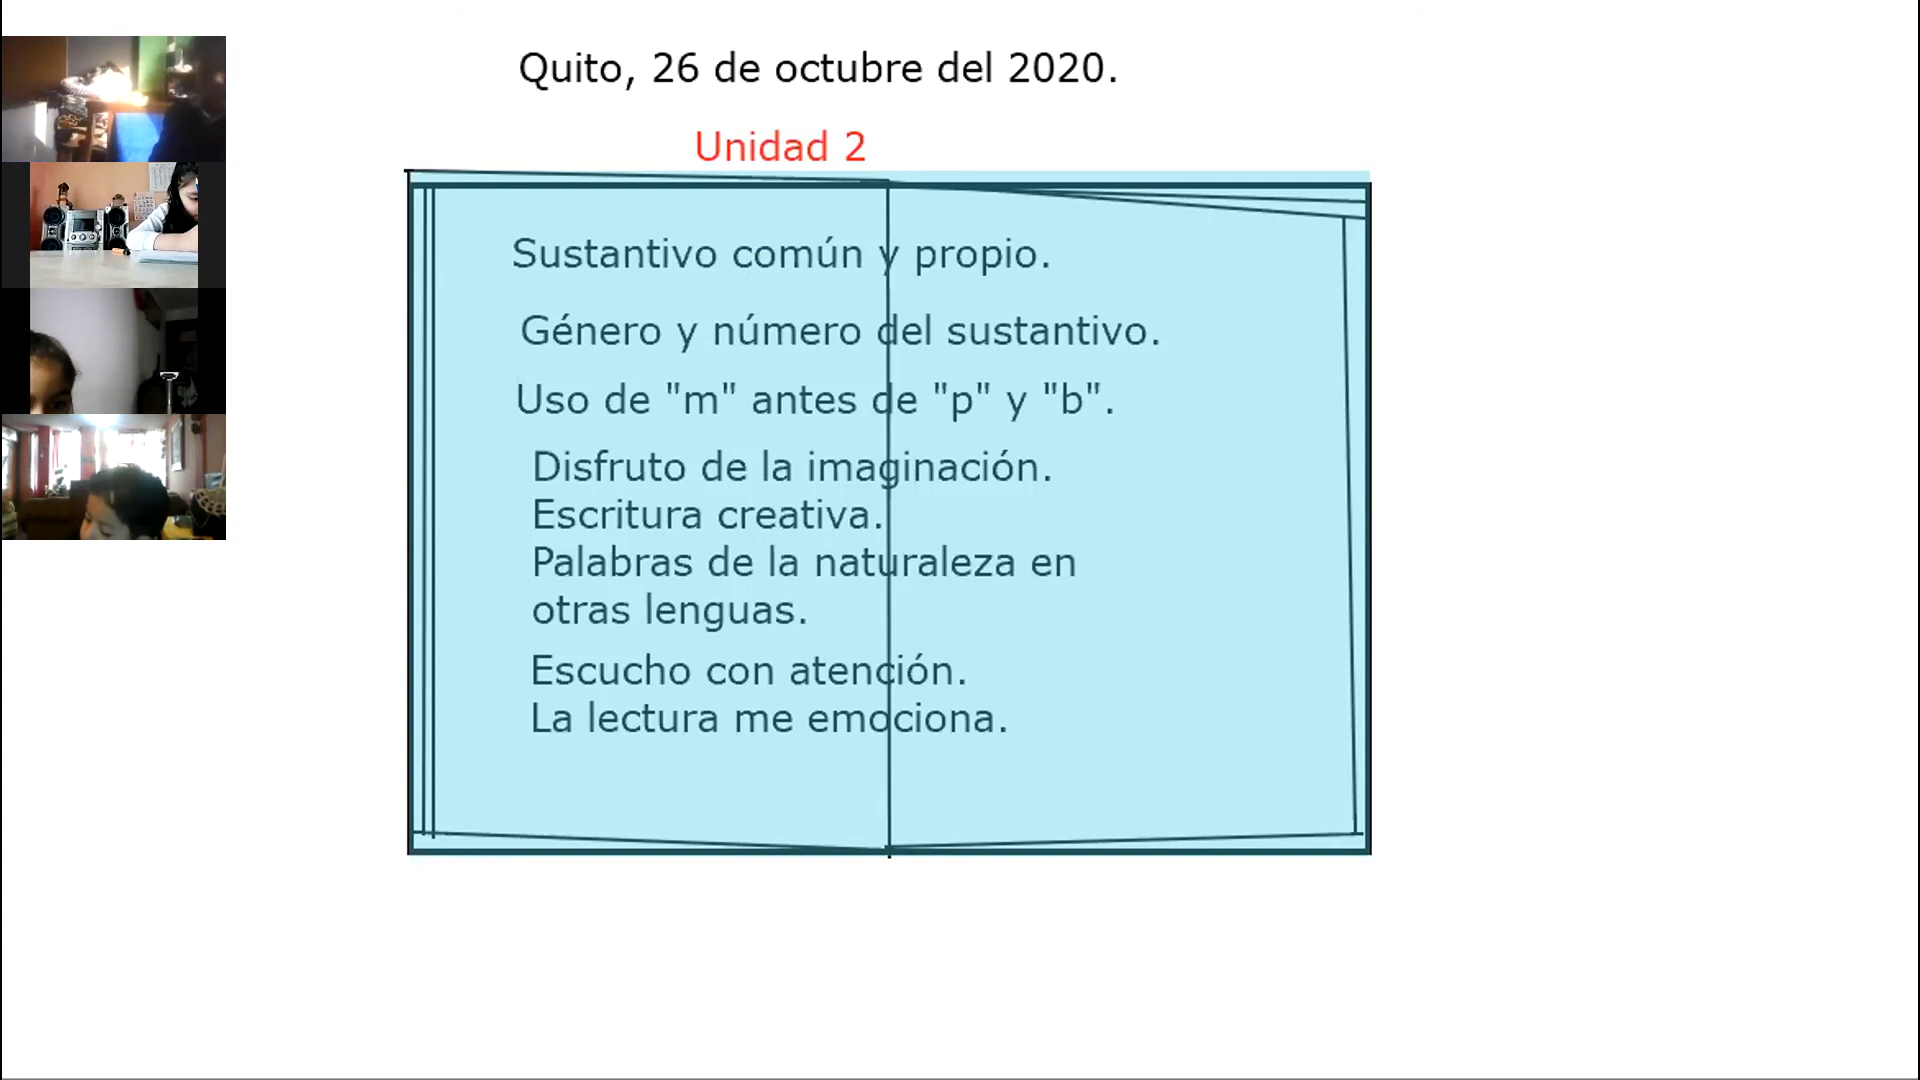 Quito, 26 de octubre del 2020.
Unidad 2
Sustantivo común y propio.
Género y número del sustantivo.
Uso de "m" antes de "p" y "b".
Disfruto de la imaginación.
Escritura creativa.
Palabras de la naturaleza en
otras lenguas.
Escucho con atención.
La lectura me emociona.